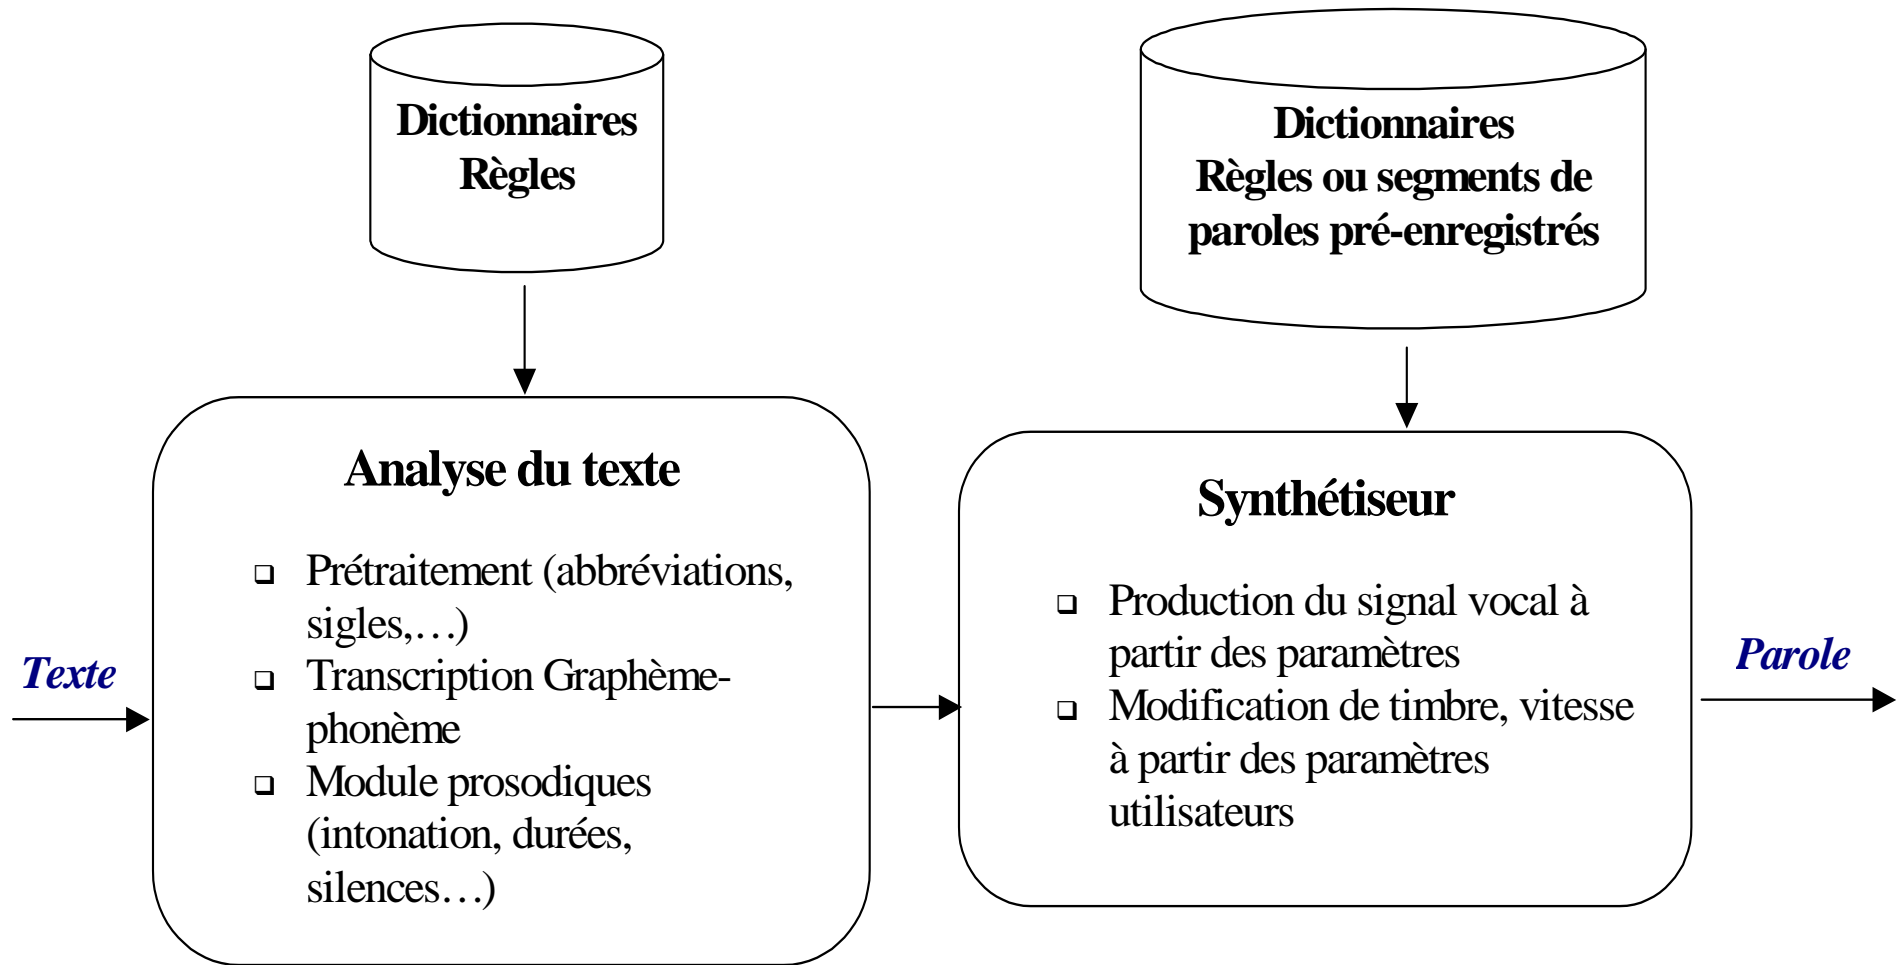 Dictionnaires
Règles
Dictionnaires
Règles ou segments de
paroles pré-enregistrés
Texte
Analyse du texte
❑ Prétraitement (abbréviations,
sigles,…)
❑ Transcription Graphème-
phonème
❑ Module prosodiques
(intonation, durées,
silences…)
Synthétiseur
❑ Production du signal vocal à
partir des paramètres
❑ Modification de timbre, vitesse
à partir des paramètres
utilisateurs
Parole